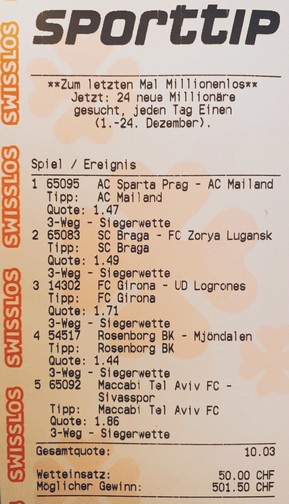 sporttip
**Zum letzten Mal Millionenlos**
Jetzt: 24 neue Millionäre
gesucht, jeden Tag Einen
(1.-24. Dezember).
Spiel / Ereignis
1 65095 AC Sparta Prag - AC Mailand
Tipp: AC Mailand
Quote: 1.47
3-Weg - Siegerwette
2 65083 SC Braga - FC Zorya Lugansk
Tipp: SC Braga
Quote: 1.49
3-Weg - Siegerwette
3 14302 FC Girona - UD Logrones
Tipp: FC Girona
Quote: 1.71
3-Weg - Siegerwette
4 54517 Rosenborg BK - Mjöndalen
Tipp: Rosenborg BK
Quote: 1.44
3-Weg - Siegerwette
5 65092 Maccabi Tel Aviv FC -
Sivasspor
Tipp: Maccabi Tel Aviv FC
Quote: 1.86
3-Weg - Siegerwette
Gesamtquote: 10.03
Wetteinsatz: 50.00 CHF
Möglicher Gewinn: 501.50 CHF
SWISSLOS
SWISSLOS
SWISSLOS
SWISSLOS